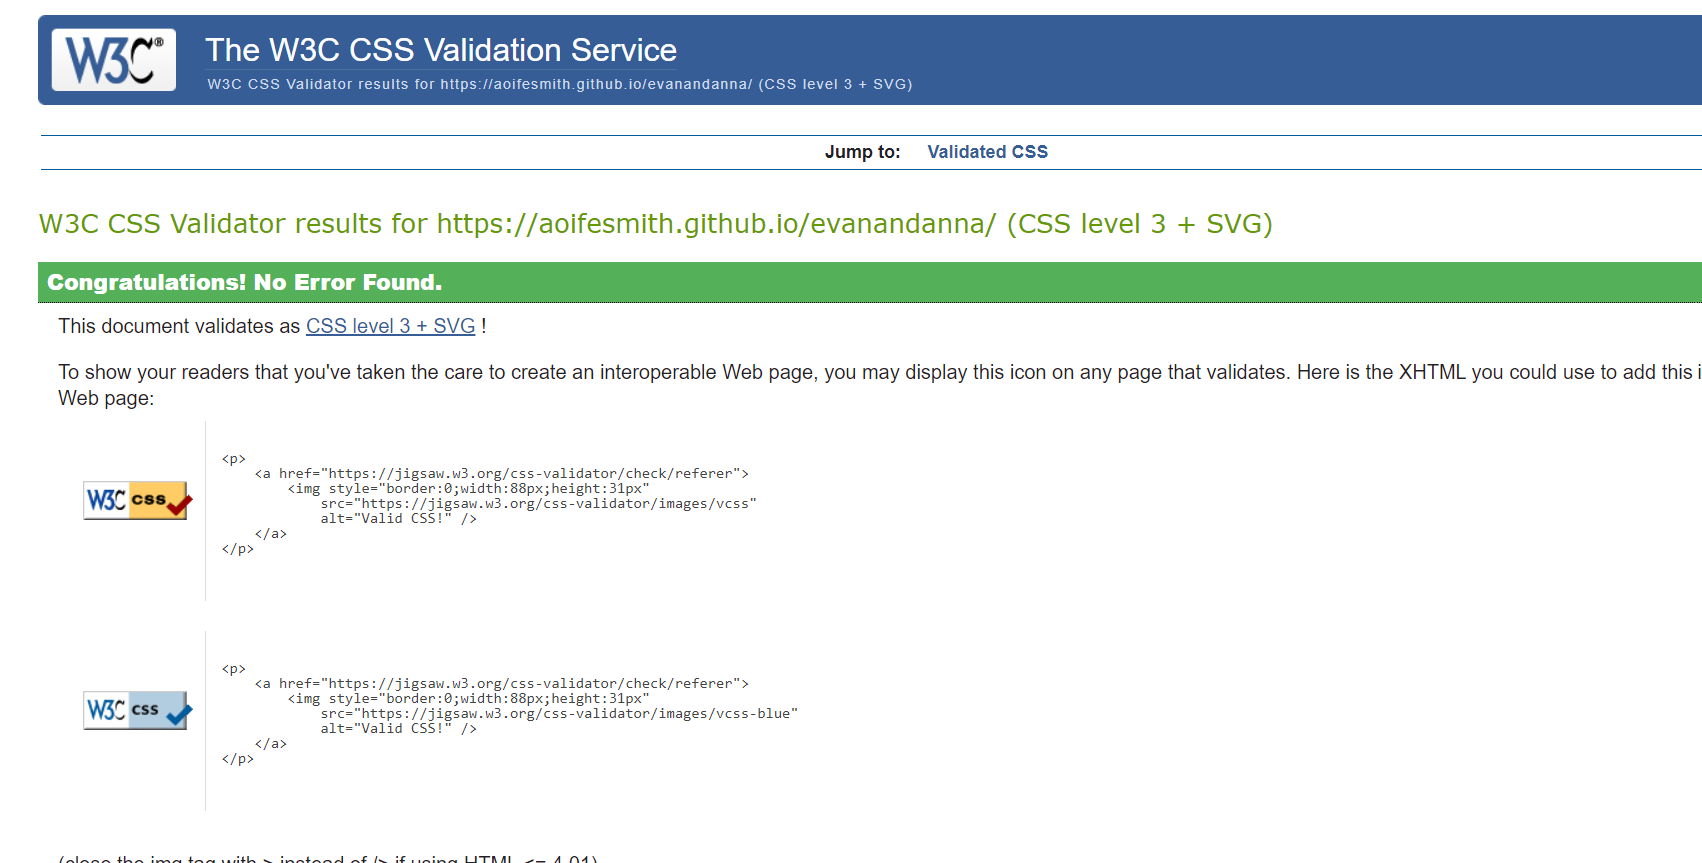 W3C®
The W3C CSS Validation Service
W3C CSS Validator results for https://aoifesmith.github.io/evanandanna/ (CSS level 3 + SVG)
Jump to: Validated CSS
W3C CSS Validator results for https://aoifesmith.github.io/evanandanna/ (CSS level 3 + SVG)
Congratulations! No Error Found.
This document validates as CSS level 3 + SVG !
To show your readers that you've taken the care to create an interoperable Web page, you may display this icon on any page that validates. Here is the XHTML you could use to add this i
Web page:
W3C css
<p>
    <a href="https://jigsaw.w3.org/css-validator/check/referer">
        <img style="border:0;width:88px;height:31px"
            src="https://jigsaw.w3.org/css-validator/images/vcss"
            alt="Valid CSS!" />
    </a>
</p>
W3C css
<p>
    <a href="https://jigsaw.w3.org/css-validator/check/referer">
        <img style="border:0;width:88px;height:31px"
            src="https://jigsaw.w3.org/css-validator/images/vcss-blue"
            alt="Valid CSS!" />
    </a>
</p>
(close the img tag with > instead of /> if using HTML <= 4.01)